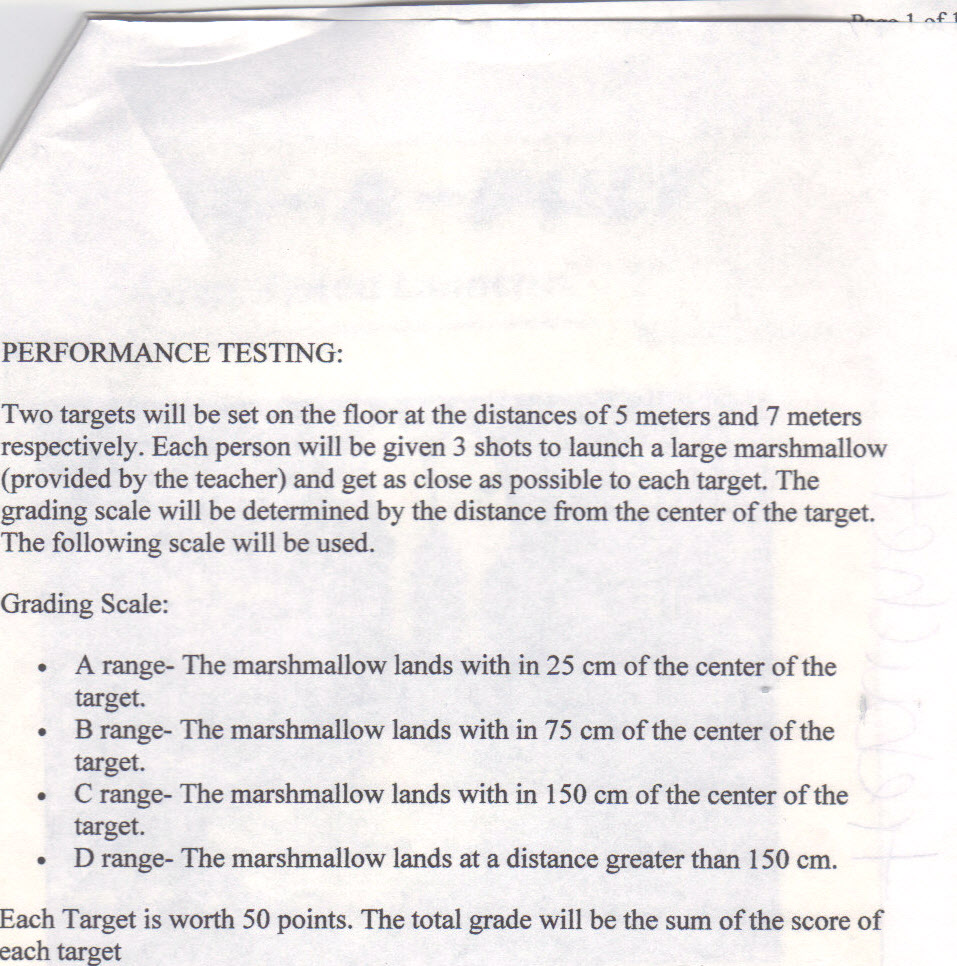 Page 1 of 1
PERFORMANCE TESTING:
Two targets will be set on the floor at the distances of 5 meters and 7 meters
respectively. Each person will be given 3 shots to launch a large marshmallow
(provided by the teacher) and get as close as possible to each target. The
grading scale will be determined by the distance from the center of the target.
The following scale will be used.
Grading Scale:
• A range- The marshmallow lands with in 25 cm of the center of the
target.
• B range- The marshmallow lands with in 75 cm of the center of the
target.
• C range- The marshmallow lands with in 150 cm of the center of the
target.
• D range- The marshmallow lands at a distance greater than 150 cm.
Each Target is worth 50 points. The total grade will be the sum of the score of
each target